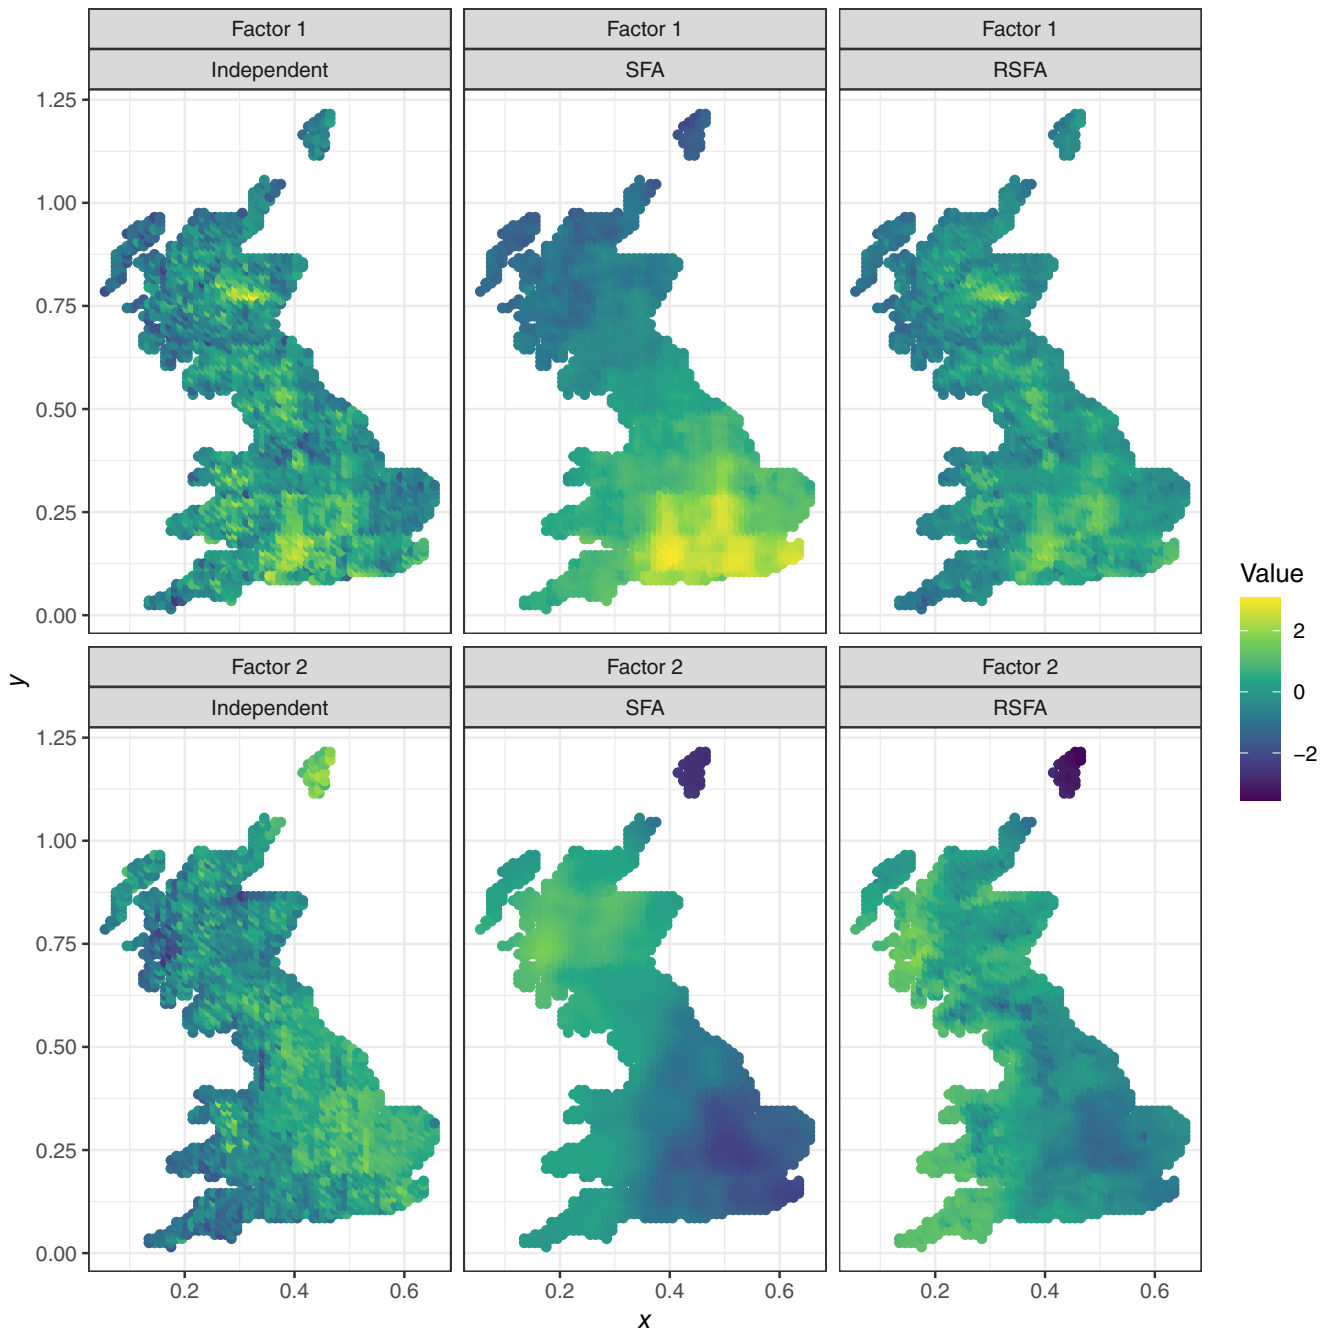 Factor 1 Factor 1 Factor 1
Independent SFA RSFA
1.25
1.00
0.75
0.50
0.25
0.00
Factor 2 Factor 2 Factor 2
Independent SFA RSFA
1.25
1.00
0.75
0.50
0.25
0.00
0.2 0.4 0.6 0.2 0.4 0.6 0.2 0.4 0.6
x
y
Value
2
0
−2